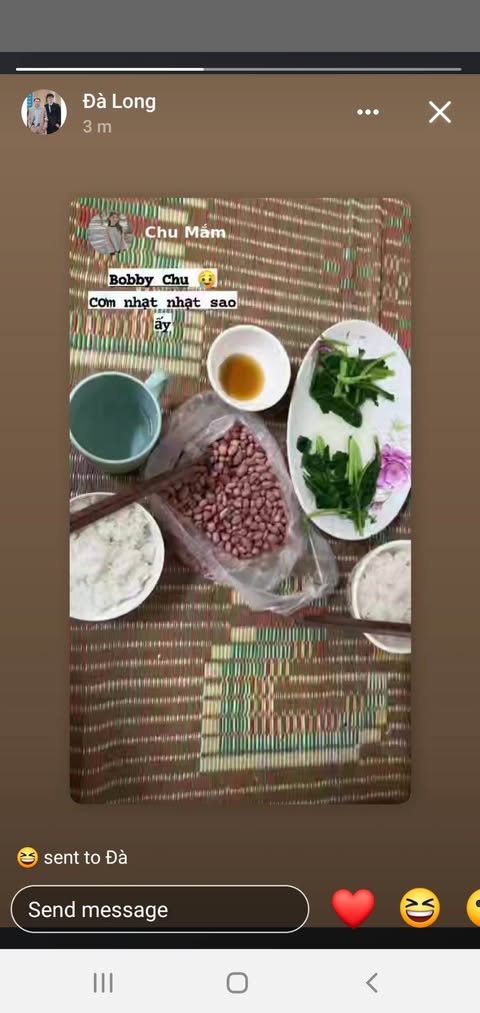 Đà Long
3 m
Chu Mắm
Bobby Chu 🥲
Cơm nhạt nhạt sao
ấy
😆 sent to Đà
Send message